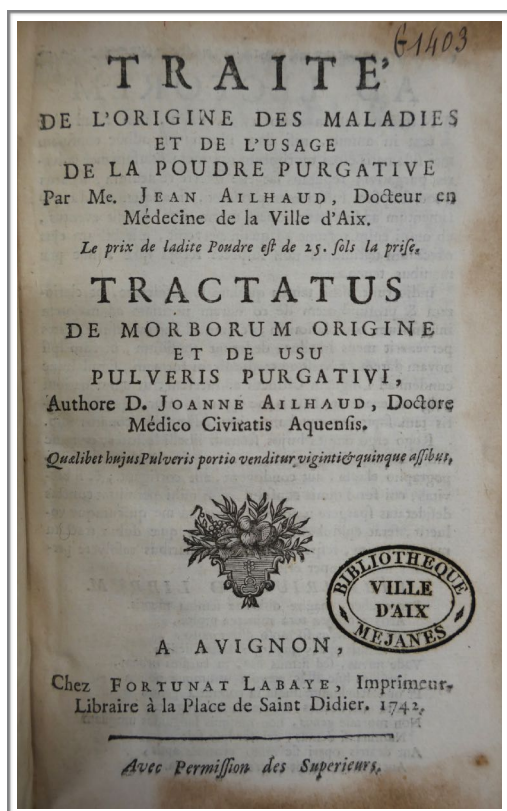 G1403
TRAITE'
DE L'ORIGINE DES MALADIES
ET DE L'USAGE
DE LA POUDRE PURGATIVE
Par Me. JEAN AILHAUD, Docteur en
Médecine de la Ville d'Aix.
Le prix de ladite Poudre est de 25. sols la prise.
TRACTATUS
DE MORBORUM ORIGINE
ET DE USU
PULVERIS PURGATIVI,
Authore D. JOANNE AILHAUD, Doctore
Médico Civitatis Aquensis.
Quælibet hujus Pulveris portio venditur viginti & quinque assibus,
BIBLIOTHEQUE
VILLE
D'AIX
MEJANES
A AVIGNON,
Chez FORTUNAT LABAYE, Imprimeur-
Libraire à la Place de Saint Didier. 1742.
Avec Permission des Superieurs.